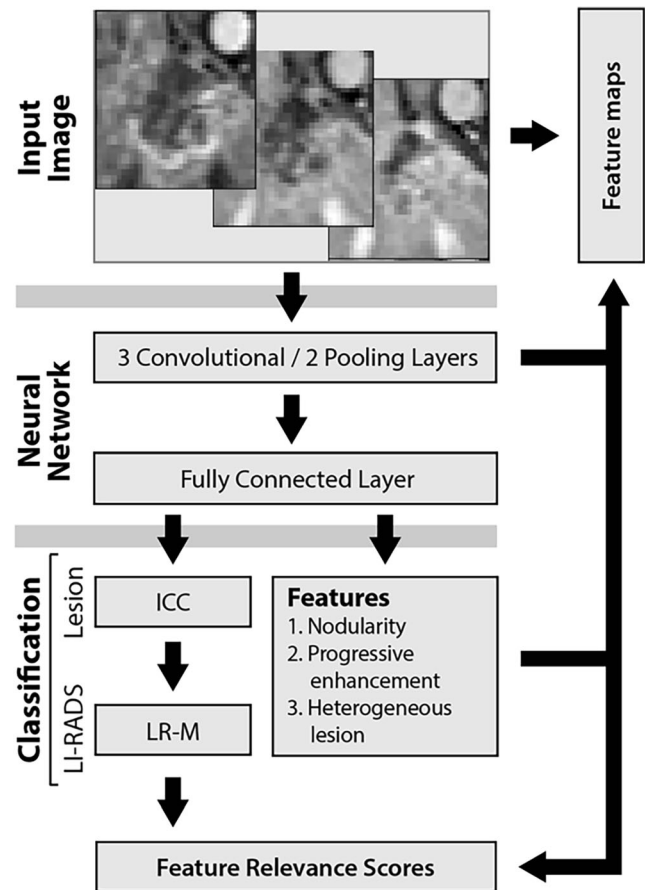 Input
Image
Feature maps
Neural
Network
3 Convolutional / 2 Pooling Layers
Fully Connected Layer
Classification
Lesion
LI-RADS
ICC
LR-M
Features
1. Nodularity
2. Progressive
enhancement
3. Heterogeneous
lesion
Feature Relevance Scores